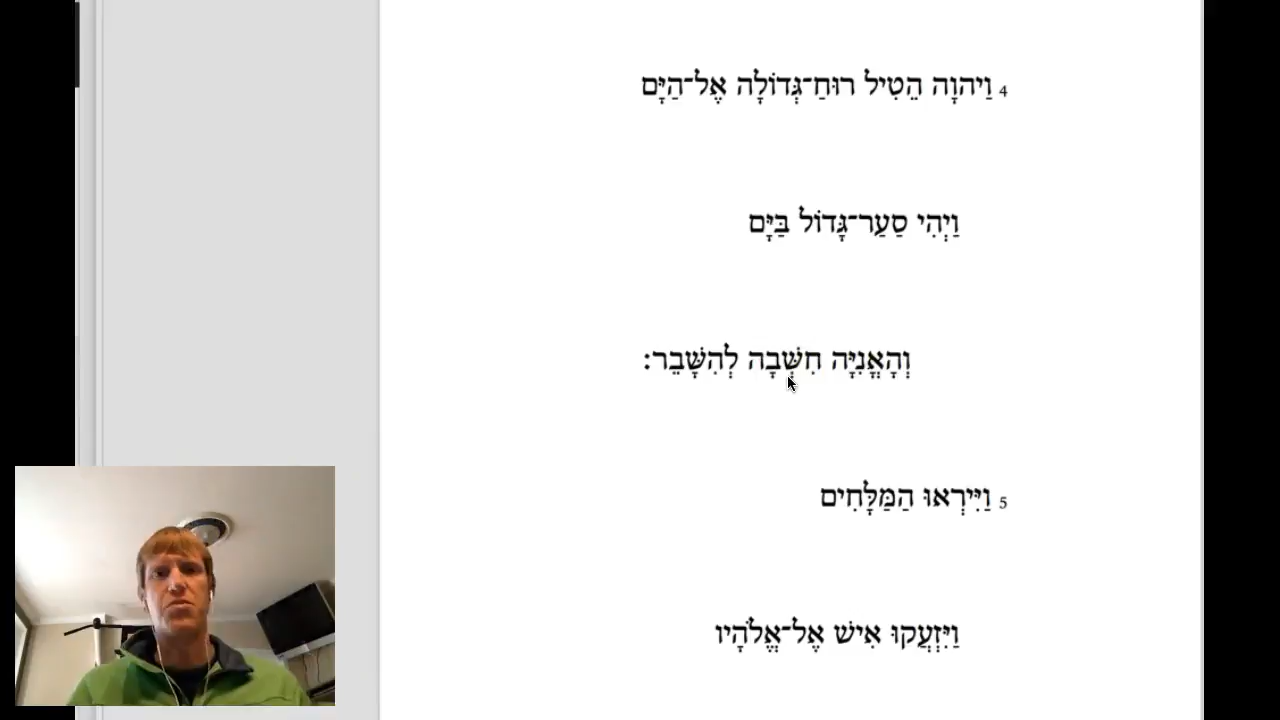 4 וַיהוָה הֵטִיל רוּחַ־גְּדוֹלָה אֶל־הַיָּם
וַיְהִי סַעַר־גָּדוֹל בַּיָּם
וְהָאֳנִיָּה חִשְּׁבָה לְהִשָּׁבֵר׃
5 וַיִּירְאוּ הַמַּלָּחִים
וַיִּזְעֲקוּ אִישׁ אֶל־אֱלֹהָיו